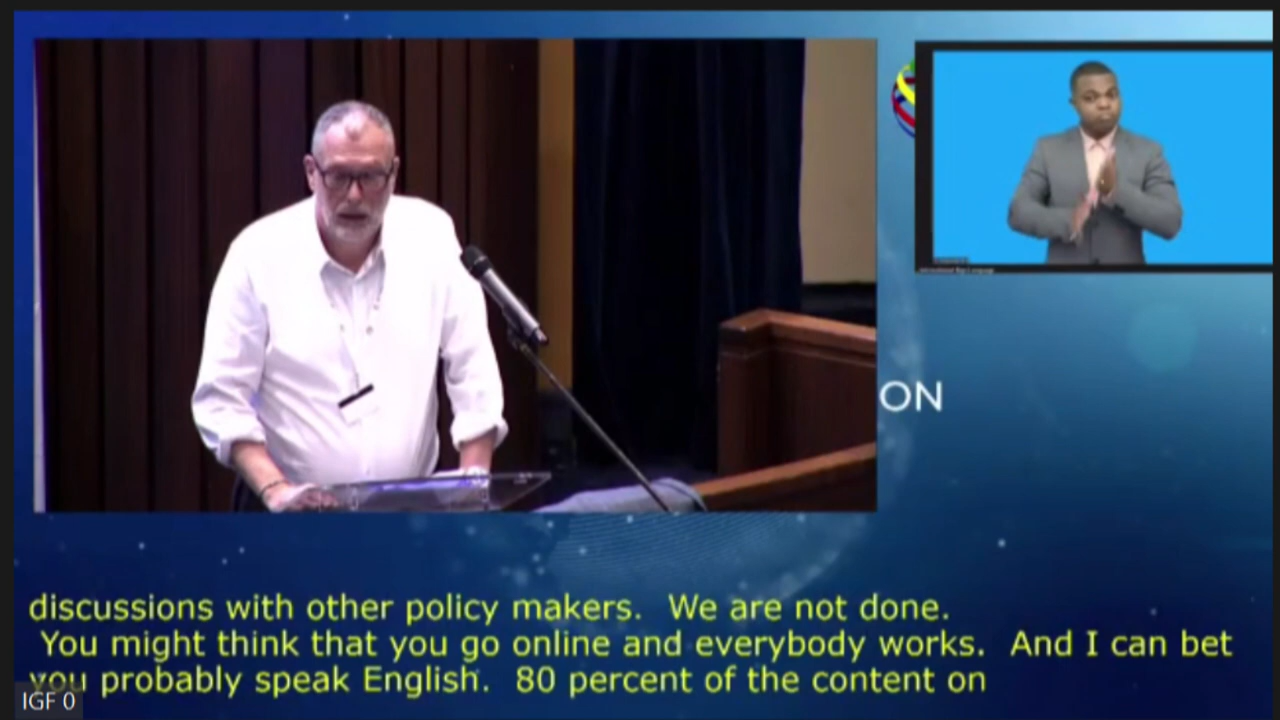 ON
discussions with other policy makers.  We are not done.
You might think that you go online and everybody works.  And I can bet
you probably speak English.  80 percent of the content on
IGF 0